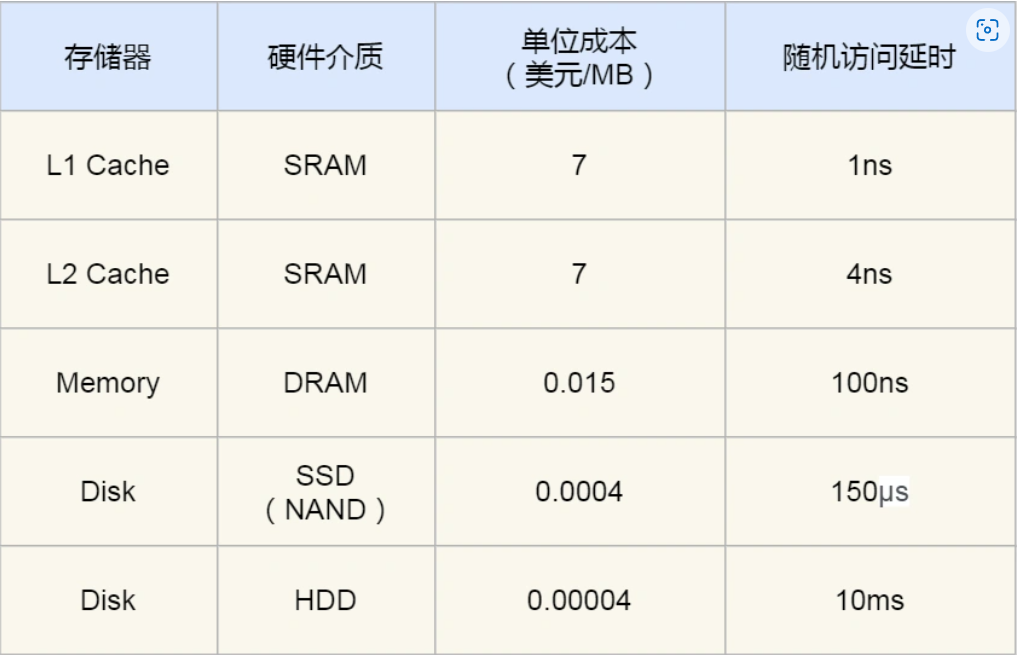 存储器 硬件介质 单位成本 随机访问延时
（美元/MB）
L1 Cache SRAM 7 1ns
L2 Cache SRAM 7 4ns
Memory DRAM 0.015 100ns
Disk SSD 0.0004 150μs
（NAND）
Disk HDD 0.00004 10ms